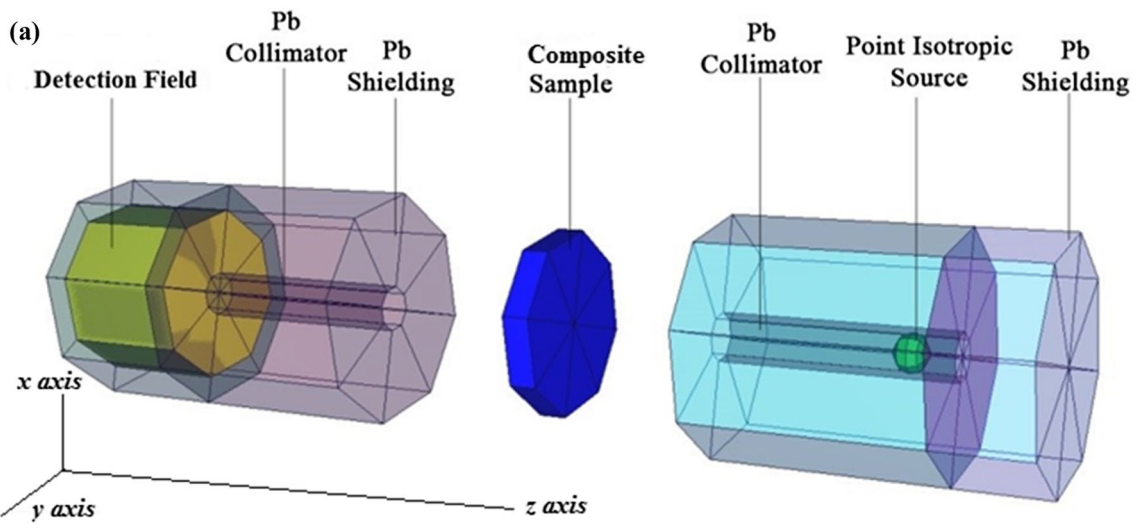 (a)
Detection Field
Pb
Collimator
Pb
Shielding
Composite
Sample
Pb
Collimator
Point Isotropic
Source
Pb
Shielding
x axis
y axis
z axis